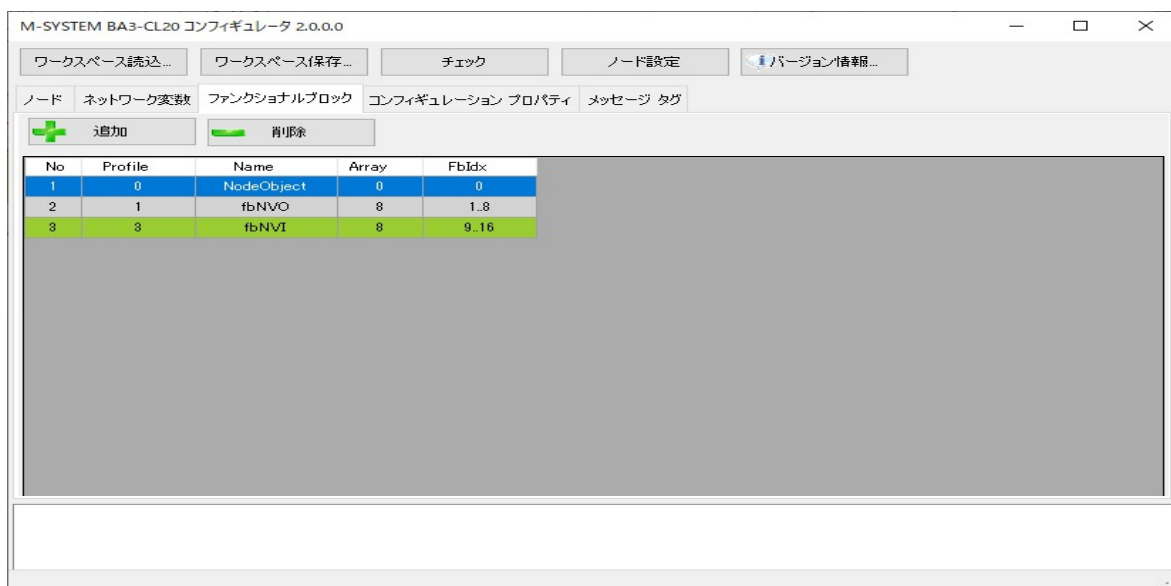 M-SYSTEM BA3-CL20 コンフィギュレータ 2.0.0.0
ワークスペース読込... ワークスペース保存... チェック ノード設定 バージョン情報...
ノード ネットワーク変数 ファンクショナルブロック コンフィギュレーション プロパティ メッセージ タグ
追加 削除
No Profile Name Array FbIdx
1 0 NodeObject 0 0
2 1 fbNVO 8 1..8
3 3 fbNVI 8 9..16